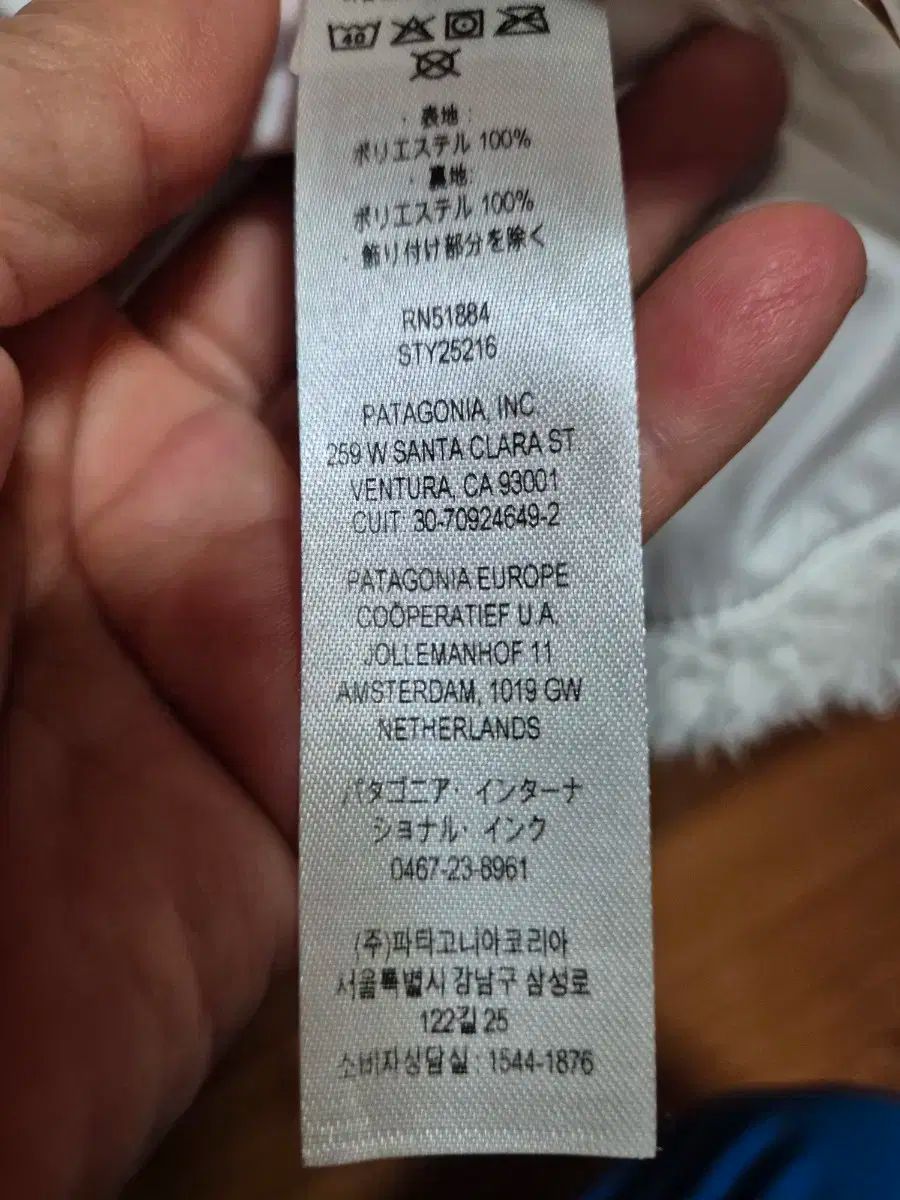 40
・表地:
ポリエステル 100%
・裏地:
ポリエステル 100%
・飾り付け部分を除く
RN51884
STY25216
PATAGONIA, INC
259 W SANTA CLARA ST.
VENTURA, CA 93001
CUIT: 30-70924649-2
PATAGONIA EUROPE
COÖPERATIEF U.A.
JOLLEMANHOF 11
AMSTERDAM, 1019 GW
NETHERLANDS
パタゴニア・インターナ
ショナル・インク
0467-23-8961
(주)파타고니아코리아
서울특별시 강남구 삼성로
122길 25
소비자상담실 : 1544-1876